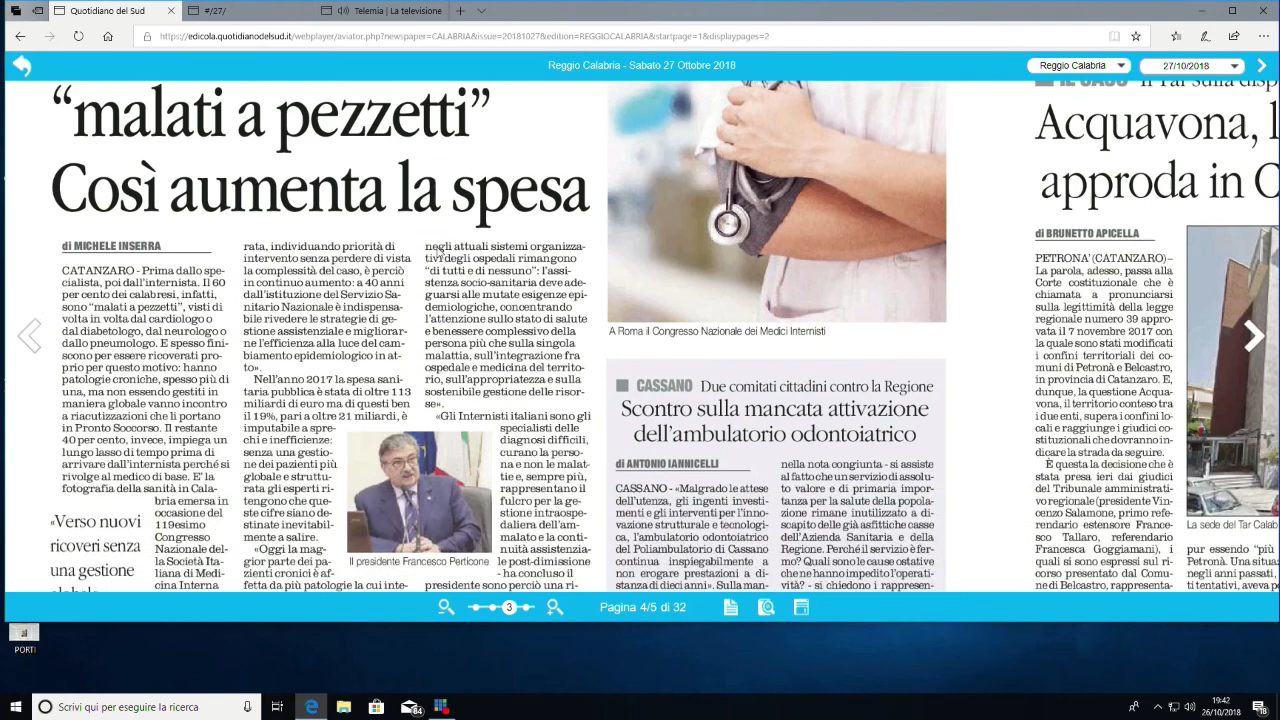 Quotidiano del Sud
#/27/
Telemia | La televisione
https://edicola.quotidianodelsud.it/webplayer/aviator.php?newspaper=CALABRIA&issue=20181027&edition=REGGIOCALABRIA&startpage=1&displaypages=2
Reggio Calabria - Sabato 27 Ottobre 2018
Reggio Calabria
27/10/2018
“malati a pezzetti”
Così aumenta la spesa
di MICHELE INSERRA
CATANZARO - Prima dallo spe-
cialista, poi dall’internista. Il 60
per cento dei calabresi, infatti,
sono “malati a pezzetti”, visti di
volta in volta dal cardiologo o
dal diabetologo, dal neurologo o
dallo pneumologo. E spesso fini-
scono per essere ricoverati pro-
prio per questo motivo: hanno
patologie croniche, spesso più di
una, ma non essendo gestiti in
maniera globale vanno incontro
a riacutizzazioni che li portano
in Pronto Soccorso. Il restante
40 per cento, invece, impiega un
lungo lasso di tempo prima di
arrivare dall’internista perché si
rivolge al medico di base. E’ la
fotografia della sanità in Cala-
bria emersa in
occasione del
119esimo
Congresso
Nazionale del-
la Società Ita-
liana di Medi-
cina Interna
«Verso nuovi
ricoveri senza
una gestione
rata, individuando priorità di
intervento senza perdere di vista
la complessità del caso, è perciò
in continuo aumento: a 40 anni
dall’istituzione del Servizio Sa-
nitario Nazionale è indispensa-
bile rivedere le strategie di ge-
stione assistenziale e migliorar-
ne l’efficienza alla luce del cam-
biamento epidemiologico in at-
to».
Nell’anno 2017 la spesa sani-
taria pubblica è stata di oltre 113
miliardi di euro ma di questi ben
il 19%, pari a oltre 21 miliardi, è
imputabile a spre-
chi e inefficienze:
senza una gestio-
ne dei pazienti più
globale e struttu-
rata gli esperti ri-
tengono che que-
ste cifre siano de-
stinate inevitabil-
mente a salire.
«Oggi la mag-
gior parte dei pa-
zienti cronici è af-
fetta da più patologie la cui inte-
negli attuali sistemi organizza-
tivi degli ospedali rimangono
“di tutti e di nessuno”: l’assi-
stenza socio-sanitaria deve ade-
guarsi alle mutate esigenze epi-
demiologiche, concentrando
l’attenzione sullo stato di salute
e benessere complessivo della
persona più che sulla singola
malattia, sull’integrazione fra
ospedale e medicina del territo-
rio, sull’appropriatezza e sulla
sostenibile gestione delle risor-
se».
«Gli Internisti italiani sono gli
specialisti delle
diagnosi difficili,
curano la perso-
na e non le malat-
tie e, sempre più,
rappresentano il
fulcro per la ge-
stione intraospe-
daliera dell’am-
malato e la conti-
nuità assistenzia-
le post-dimissione
- ha concluso il
presidente sono perciò una ri-
Il presidente Francesco Perticone
A Roma il Congresso Nazionale dei Medici Internisti
CASSANO Due comitati cittadini contro la Regione
Scontro sulla mancata attivazione
dell’ambulatorio odontoiatrico
di ANTONIO IANNICELLI
CASSANO - «Malgrado le attese
dell’utenza, gli ingenti investi-
menti e gli interventi per l’inno-
vazione strutturale e tecnologi-
ca, l’ambulatorio odontoiatrico
del Poliambulatorio di Cassano
continua inspiegabilmente a
non erogare prestazioni a di-
stanza di dieci anni». Sulla man-
nella nota congiunta - si assiste
al fatto che un servizio di assolu-
to valore e di primaria impor-
tanza per la salute della popola-
zione rimane inutilizzato a di-
scapito delle già asfittiche casse
dell’Azienda Sanitaria e della
Regione. Perché il servizio è fer-
mo? Quali sono le cause ostative
che ne hanno impedito l’operati-
vità? - si chiedono i rappresen-
Acquavona, l
approda in C
di BRUNETTO APICELLA
PETRONA’ (CATANZARO) –
La parola, adesso, passa alla
Corte costituzionale che è
chiamata a pronunciarsi
sulla legittimità della legge
regionale numero 39 appro-
vata il 7 novembre 2017 con
la quale sono stati modificati
i confini territoriali dei co-
muni di Petronà e Belcastro,
in provincia di Catanzaro. E,
dunque, la questione Acqua-
vona, il territorio conteso tra
i due enti, supera i confini lo-
cali e raggiunge i giudici co-
stituzionali che dovranno in-
dicare la strada da seguire.
È questa la decisione che è
stata presa ieri dai giudici
del Tribunale amministrati-
vo regionale (presidente Vin-
cenzo Salamone, primo refe-
rendario estensore France-
sco Tallaro, referendaria
Francesca Goggiamani), i
quali si sono espressi sul ri-
corso presentato dal Comu-
ne di Belcastro, rappresenta-
La sede del Tar Calab
pur essendo “più
Petronà. Una situa
negli anni passati,
ti tentativi, aveva p
3
Pagina 4/5 di 32
PORTI
Scrivi qui per eseguire la ricerca
84
19:42
26/10/2018
18